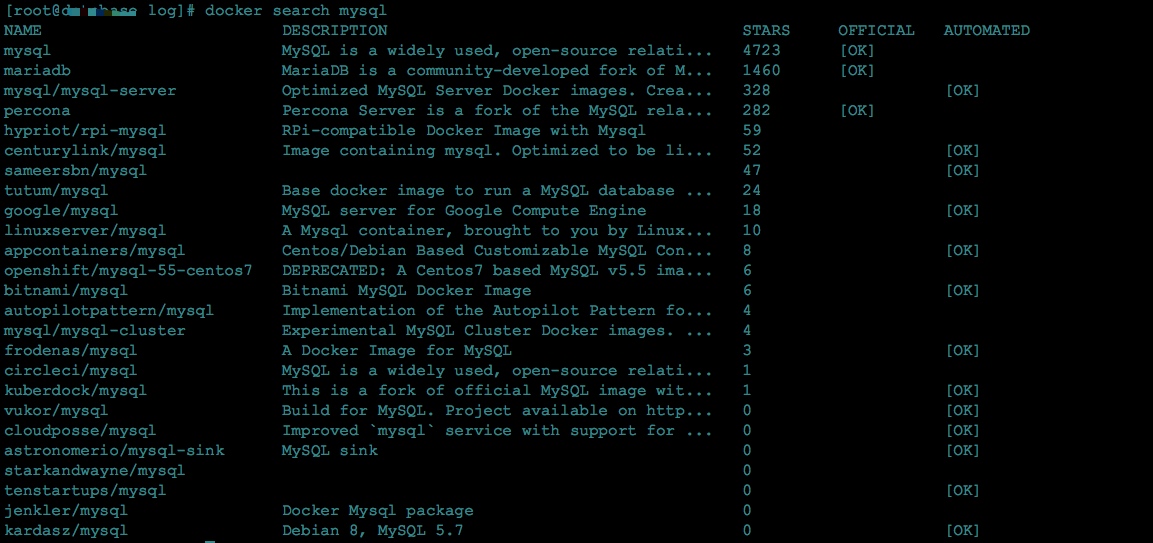 [root@ log]# docker search mysql
NAME DESCRIPTION STARS OFFICIAL AUTOMATED
mysql MySQL is a widely used, open-source relati... 4723 [OK]
mariadb MariaDB is a community-developed fork of M... 1460 [OK]
mysql/mysql-server Optimized MySQL Server Docker images. Crea... 328 [OK]
percona Percona Server is a fork of the MySQL rela... 282 [OK]
hypriot/rpi-mysql RPi-compatible Docker Image with Mysql 59
centurylink/mysql Image containing mysql. Optimized to be li... 52 [OK]
sameersbn/mysql 47 [OK]
tutum/mysql Base docker image to run a MySQL database ... 24
google/mysql MySQL server for Google Compute Engine 18 [OK]
linuxserver/mysql A Mysql container, brought to you by Linux... 10
appcontainers/mysql Centos/Debian Based Customizable MySQL Con... 8 [OK]
openshift/mysql-55-centos7 DEPRECATED: A Centos7 based MySQL v5.5 ima... 6
bitnami/mysql Bitnami MySQL Docker Image 6 [OK]
autopilotpattern/mysql Implementation of the Autopilot Pattern fo... 4
mysql/mysql-cluster Experimental MySQL Cluster Docker images. ... 4
frodenas/mysql A Docker Image for MySQL 3 [OK]
circleci/mysql MySQL is a widely used, open-source relati... 1
kuberdock/mysql This is a fork of official MySQL image wit... 1 [OK]
vukor/mysql Build for MySQL. Project available on http... 0 [OK]
cloudposse/mysql Improved `mysql` service with support for ... 0 [OK]
astronomerio/mysql-sink MySQL sink 0 [OK]
starkandwayne/mysql 0
tenstartups/mysql 0 [OK]
jenkler/mysql Docker Mysql package 0
kardasz/mysql Debian 8, MySQL 5.7 0 [OK]